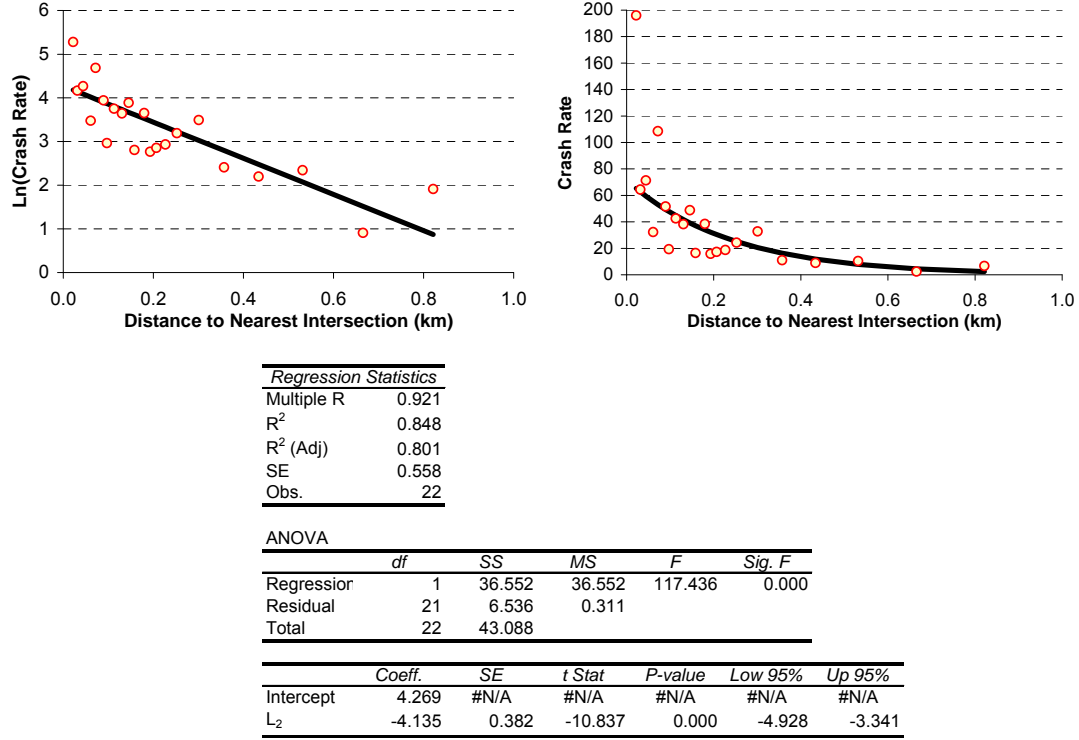 6
5
4
3
2
1
0
Ln(Crash Rate)
0.0 0.2 0.4 0.6 0.8 1.0
Distance to Nearest Intersection (km)
200
180
160
140
120
100
80
60
40
20
0
Crash Rate
0.0 0.2 0.4 0.6 0.8 1.0
Distance to Nearest Intersection (km)
Regression Statistics
Multiple R 0.921
R² 0.848
R² (Adj) 0.801
SE 0.558
Obs. 22
ANOVA
df SS MS F Sig. F
Regression 1 36.552 36.552 117.436 0.000
Residual 21 6.536 0.311
Total 22 43.088
Coeff. SE t Stat P-value Low 95% Up 95%
Intercept 4.269 #N/A #N/A #N/A #N/A #N/A
L₂ -4.135 0.382 -10.837 0.000 -4.928 -3.341